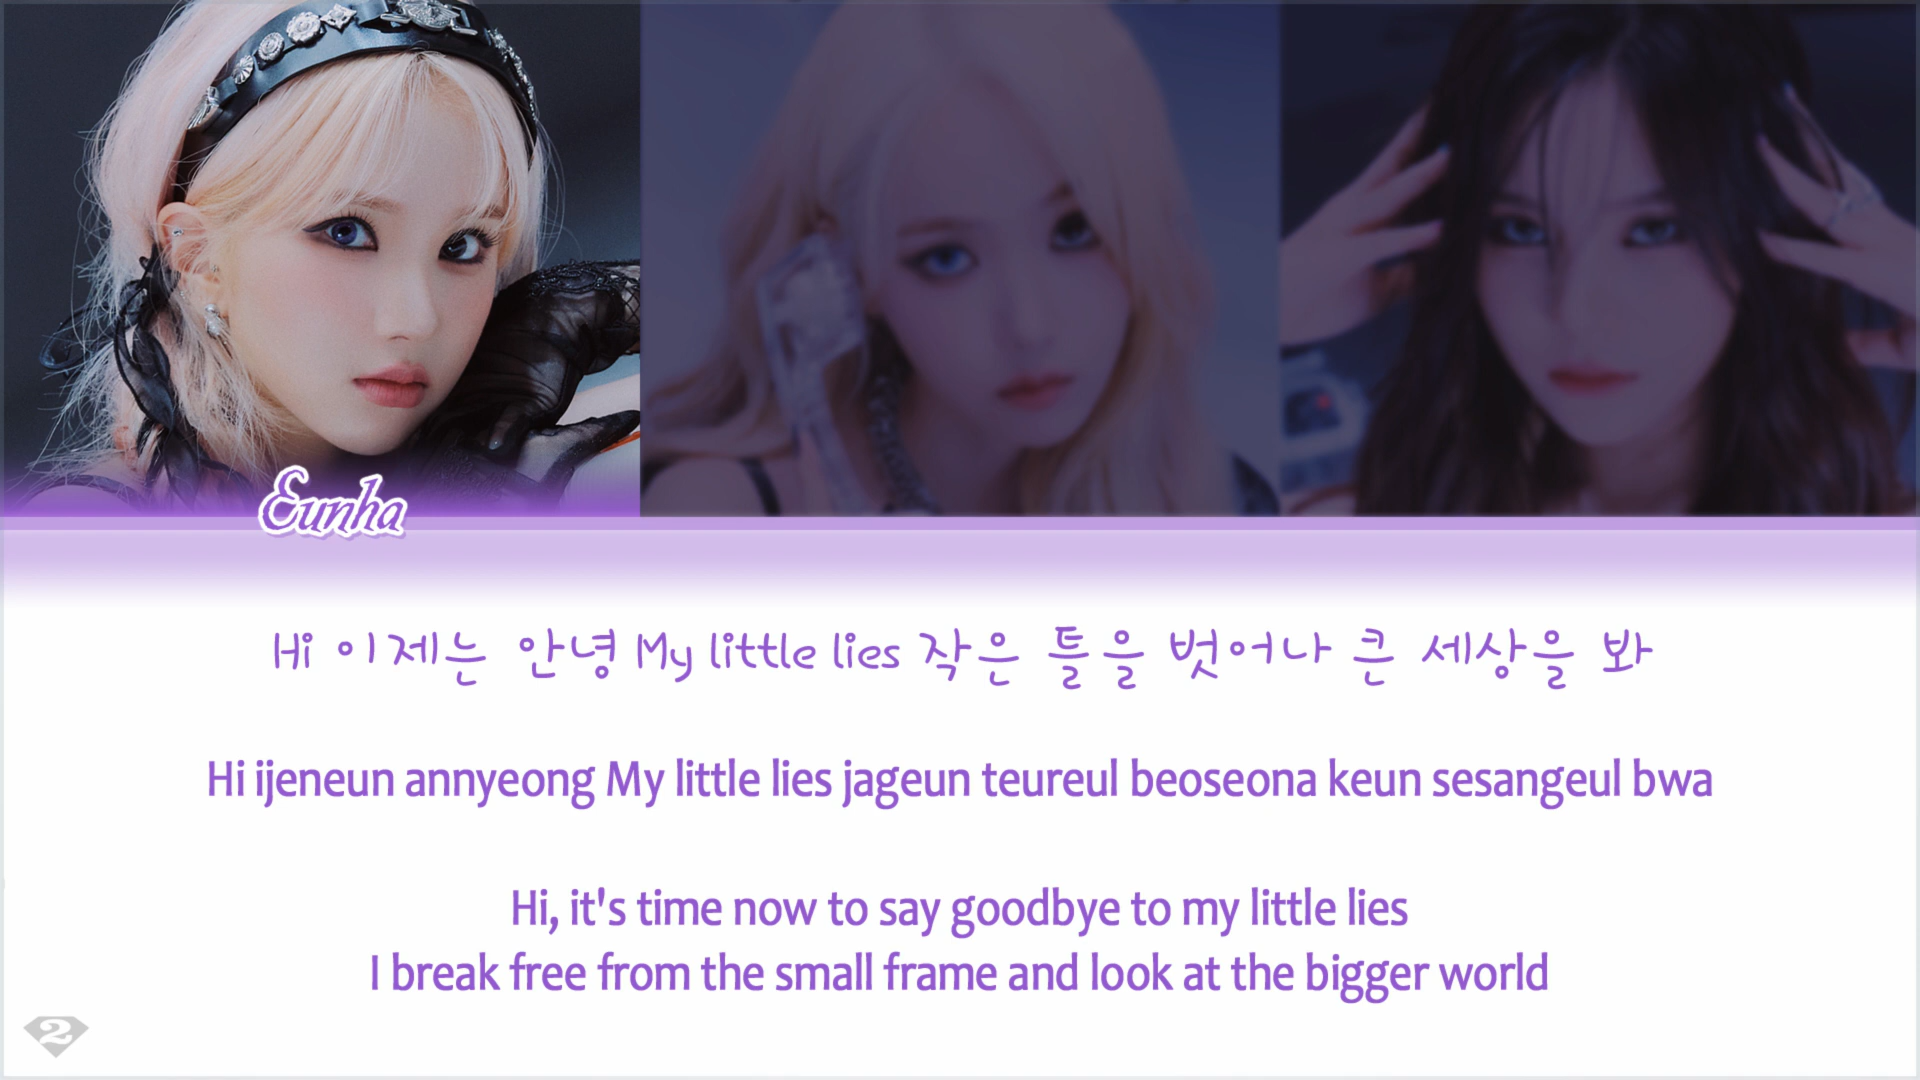 Eunha
Hi 이제는 안녕 My little lies 작은 틀을 벗어나 큰 세상을 봐
Hi ijeneun annyeong My little lies jageun teureul beoseona keun sesangeul bwa
Hi, it's time now to say goodbye to my little lies
I break free from the small frame and look at the bigger world
2